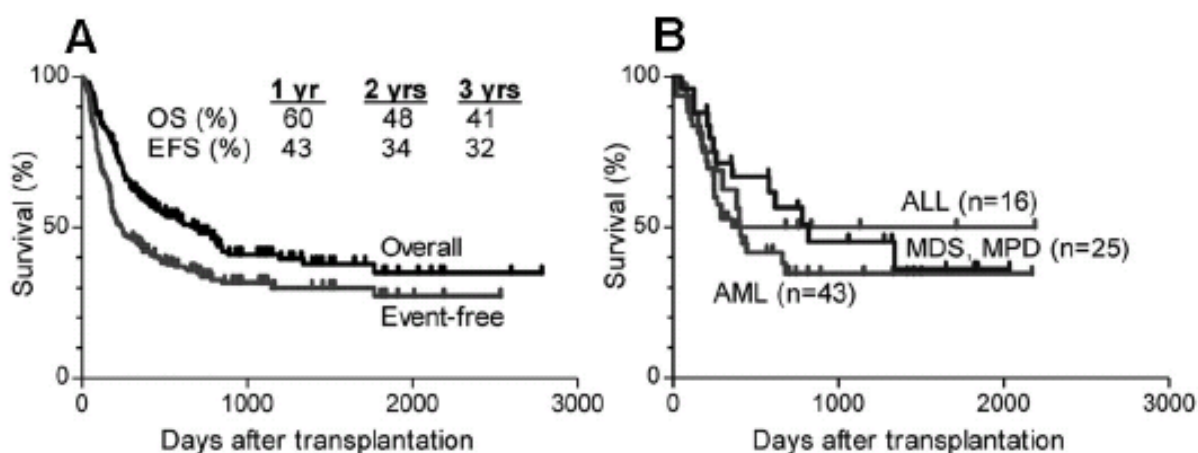 A
100
50
0
Survival (%)
1 yr 2 yrs 3 yrs
OS (%) 60 48 41
EFS (%) 43 34 32
Overall
Event-free
0 1000 2000 3000
Days after transplantation
B
100
50
0
Survival (%)
ALL (n=16)
MDS, MPD (n=25)
AML (n=43)
0 1000 2000 3000
Days after transplantation